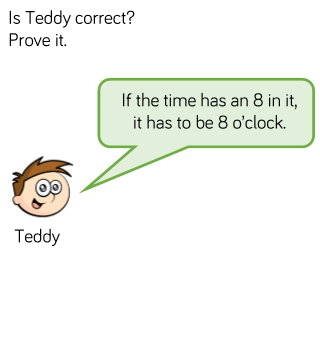 Is Teddy correct?
Prove it.
If the time has an 8 in it,
it has to be 8 o’clock.
Teddy